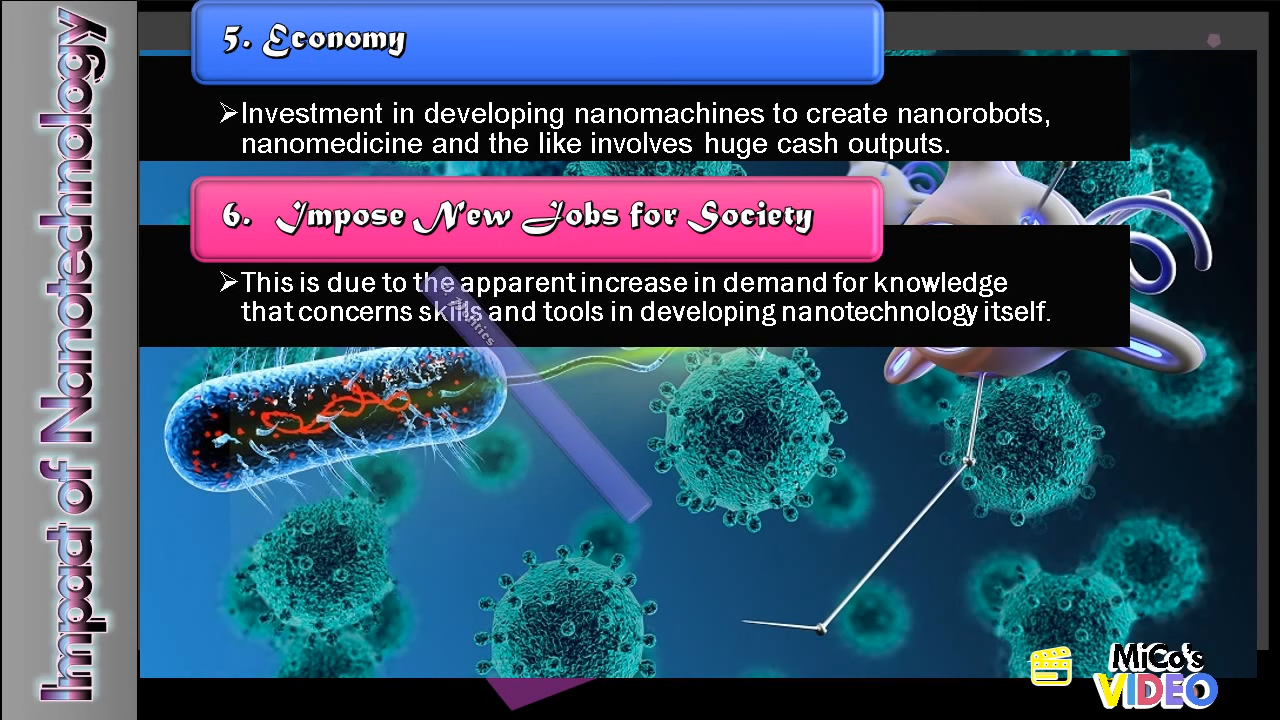 Impact of Nanotechnology
5. Economy
➢Investment in developing nanomachines to create nanorobots,
nanomedicine and the like involves huge cash outputs.
6. Impose New Jobs for Society
➢This is due to the apparent increase in demand for knowledge
that concerns skills and tools in developing nanotechnology itself.
MiCo's
VIDEO